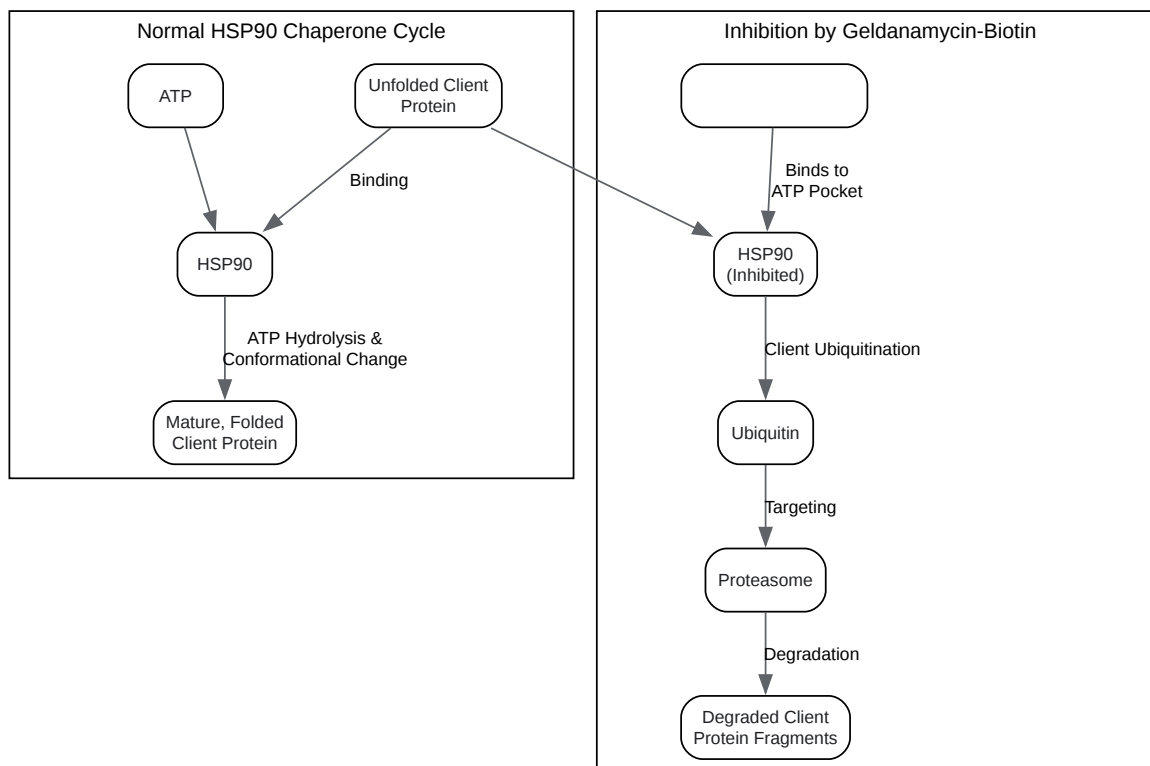 Normal HSP90 Chaperone Cycle
ATP
Unfolded Client
Protein
Binding
HSP90
ATP Hydrolysis &
Conformational Change
Mature, Folded
Client Protein
Inhibition by Geldanamycin-Biotin
Binds to
ATP Pocket
HSP90
(Inhibited)
Client Ubiquitination
Ubiquitin
Targeting
Proteasome
Degradation
Degraded Client
Protein Fragments